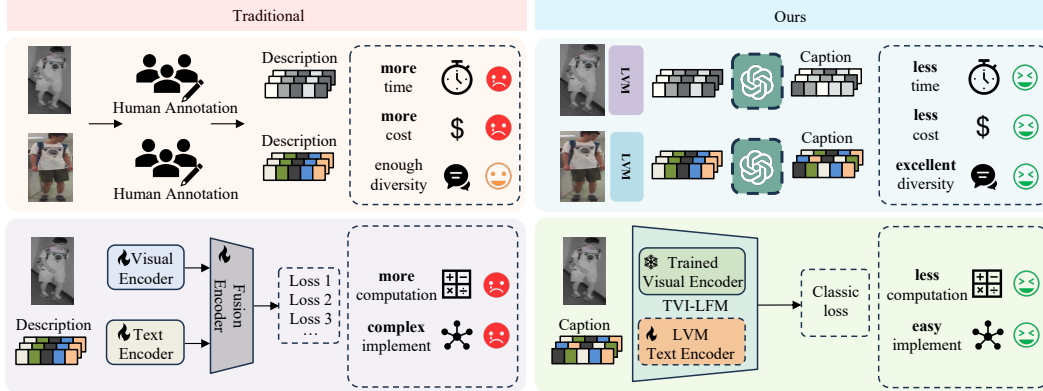 Traditional
Ours
Human Annotation
Human Annotation
Description
Description
more
time
more
cost
$
enough
diversity
LVM
LVM
Caption
Caption
less
time
less
cost
$
excellent
diversity
Description
Visual
Encoder
Text
Encoder
Fusion
Encoder
Loss 1
Loss 2
Loss 3
...
more
computation
complex
implement
Caption
Trained
Visual Encoder
TVI-LFM
LVM
Text Encoder
Classic
loss
less
computation
easy
implement